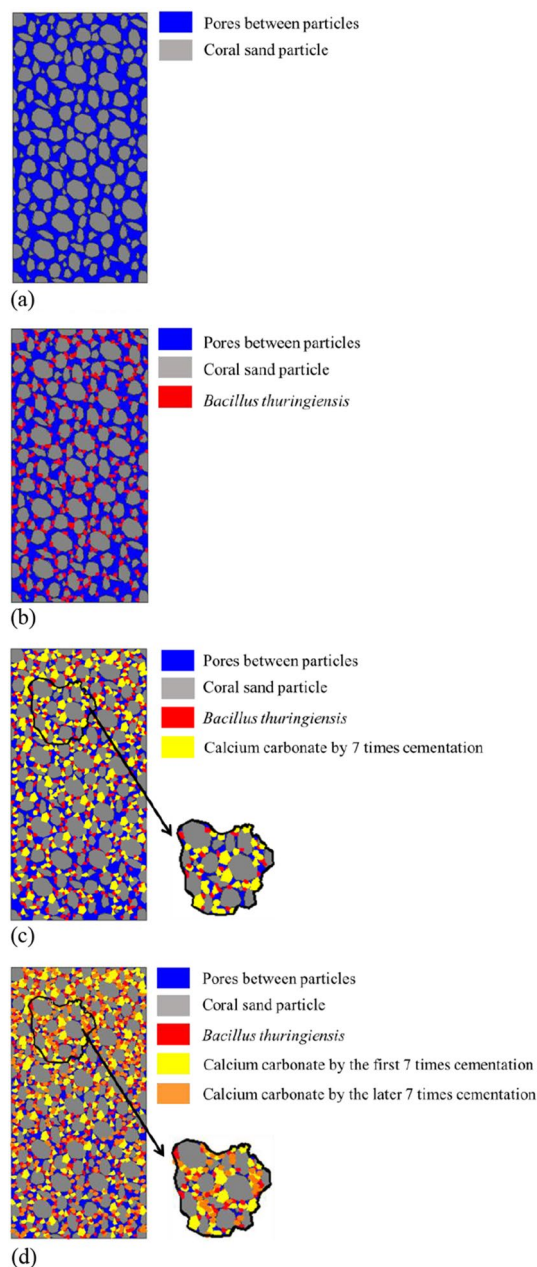 Pores between particles
Coral sand particle
(a)
Pores between particles
Coral sand particle
Bacillus thuringiensis
(b)
Pores between particles
Coral sand particle
Bacillus thuringiensis
Calcium carbonate by 7 times cementation
(c)
Pores between particles
Coral sand particle
Bacillus thuringiensis
Calcium carbonate by the first 7 times cementation
Calcium carbonate by the later 7 times cementation
(d)